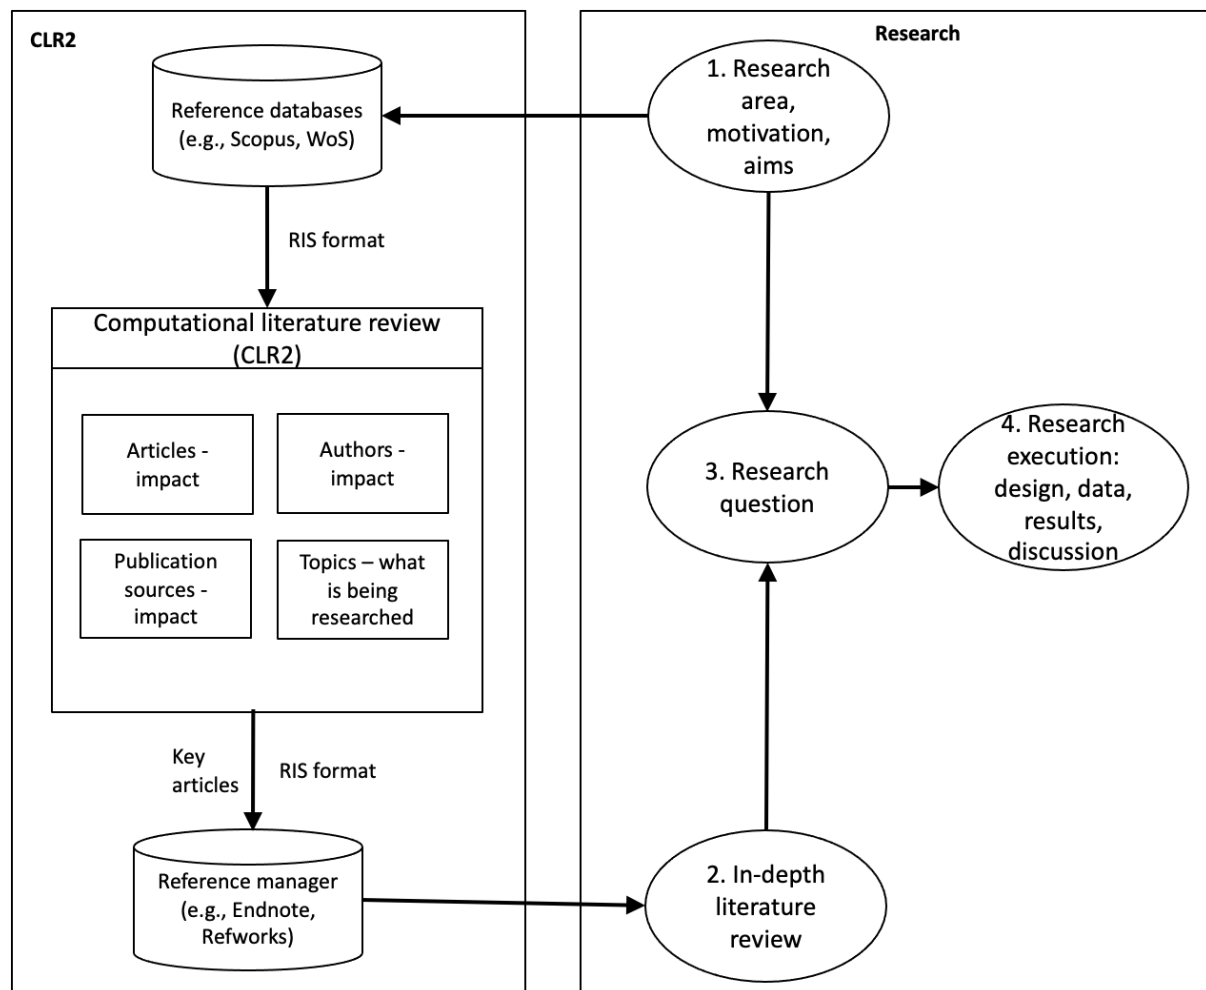 CLR2
Reference databases
(e.g., Scopus, WoS)
RIS format
Computational literature review
(CLR2)
Articles -
impact
Authors -
impact
Publication
sources -
impact
Topics – what
is being
researched
Key
articles
RIS format
Reference manager
(e.g., Endnote,
Refworks)
Research
1. Research
area,
motivation,
aims
3. Research
question
4. Research
execution:
design, data,
results,
discussion
2. In-depth
literature
review